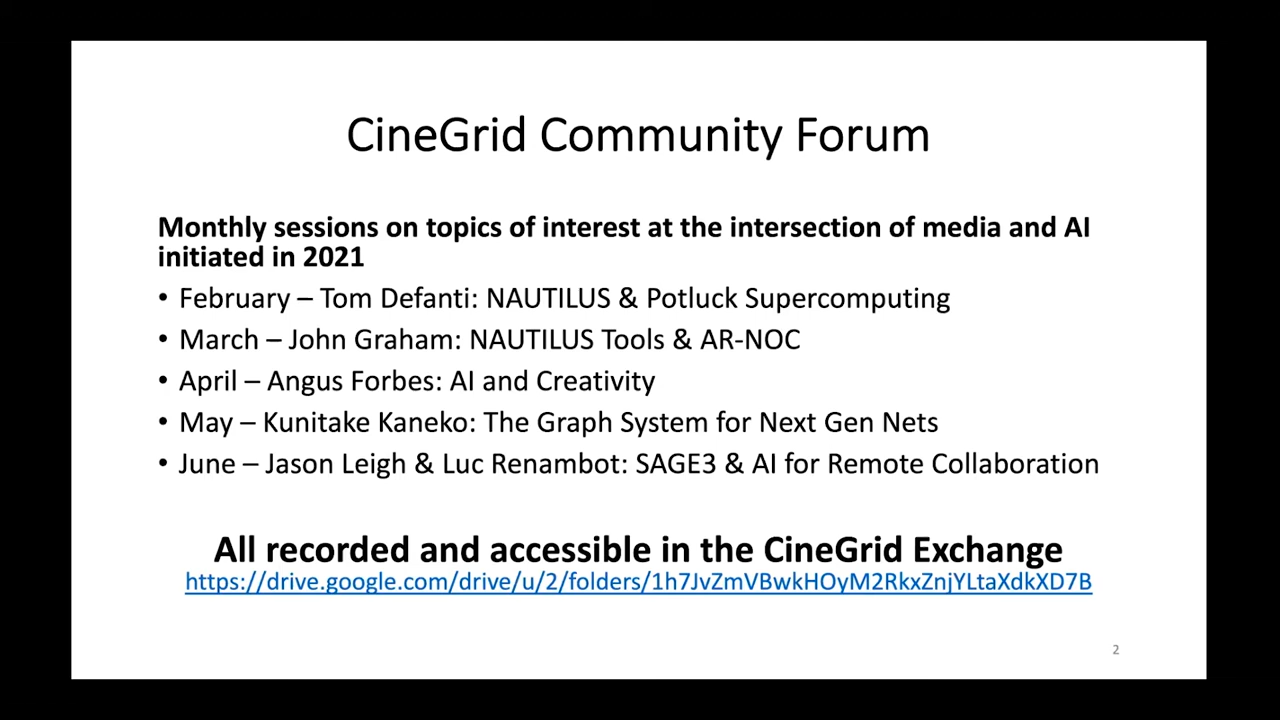 CineGrid Community Forum
Monthly sessions on topics of interest at the intersection of media and AI
initiated in 2021
• February – Tom Defanti: NAUTILUS & Potluck Supercomputing
• March – John Graham: NAUTILUS Tools & AR-NOC
• April – Angus Forbes: AI and Creativity
• May – Kunitake Kaneko: The Graph System for Next Gen Nets
• June – Jason Leigh & Luc Renambot: SAGE3 & AI for Remote Collaboration
All recorded and accessible in the CineGrid Exchange
https://drive.google.com/drive/u/2/folders/1h7JvZmVBwkHOyM2RkxZnjYLtaXdkXD7B
2